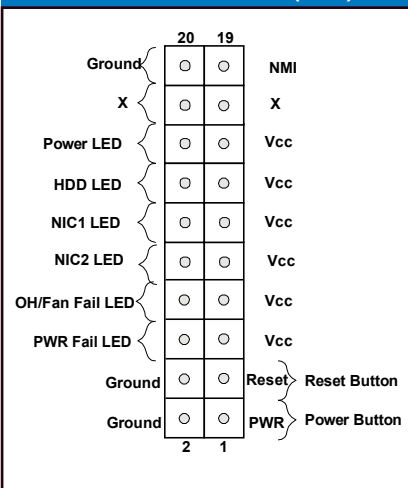 20 19
Ground NMI
X X
Power LED Vcc
HDD LED Vcc
NIC1 LED Vcc
NIC2 LED Vcc
OH/Fan Fail LED Vcc
PWR Fail LED Vcc
Ground Reset Reset Button
Ground PWR Power Button
2 1